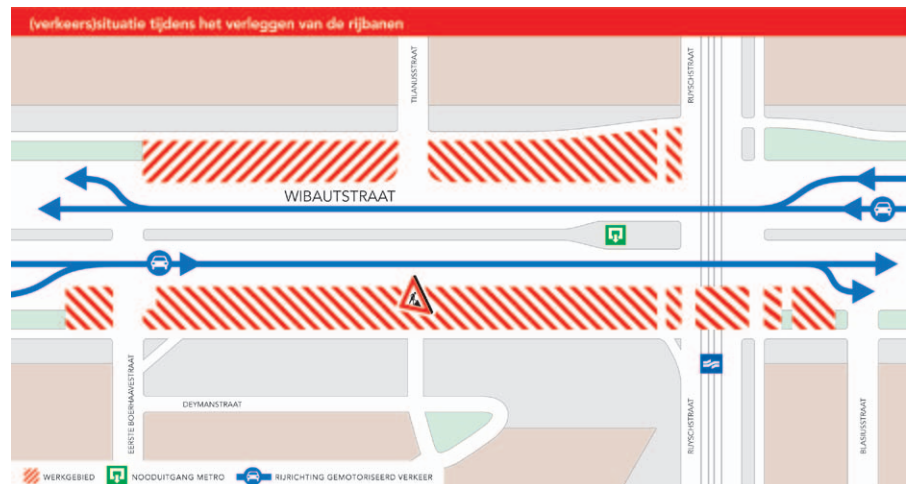 (verkeers)situatie tijdens het verleggen van de rijbanen
TILANUSSTRAAT
RUYSCHSTRAAT
WIBAUTSTRAAT
EERSTE BOERHAAVESTRAAT
DEYMANSTRAAT
RUYSCHSTRAAT
BLASIUSSTRAAT
WERKGEBIED
NOODUITGANG METRO
RIJRICHTING GEMOTORISEERD VERKEER